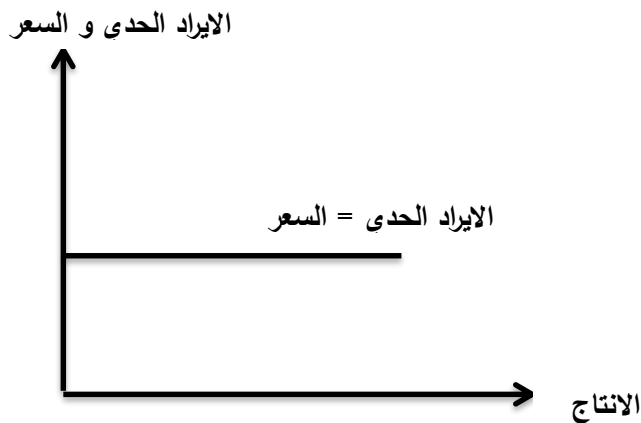 الايراد الحدي و السعر
الايراد الحدي = السعر
الانتاج